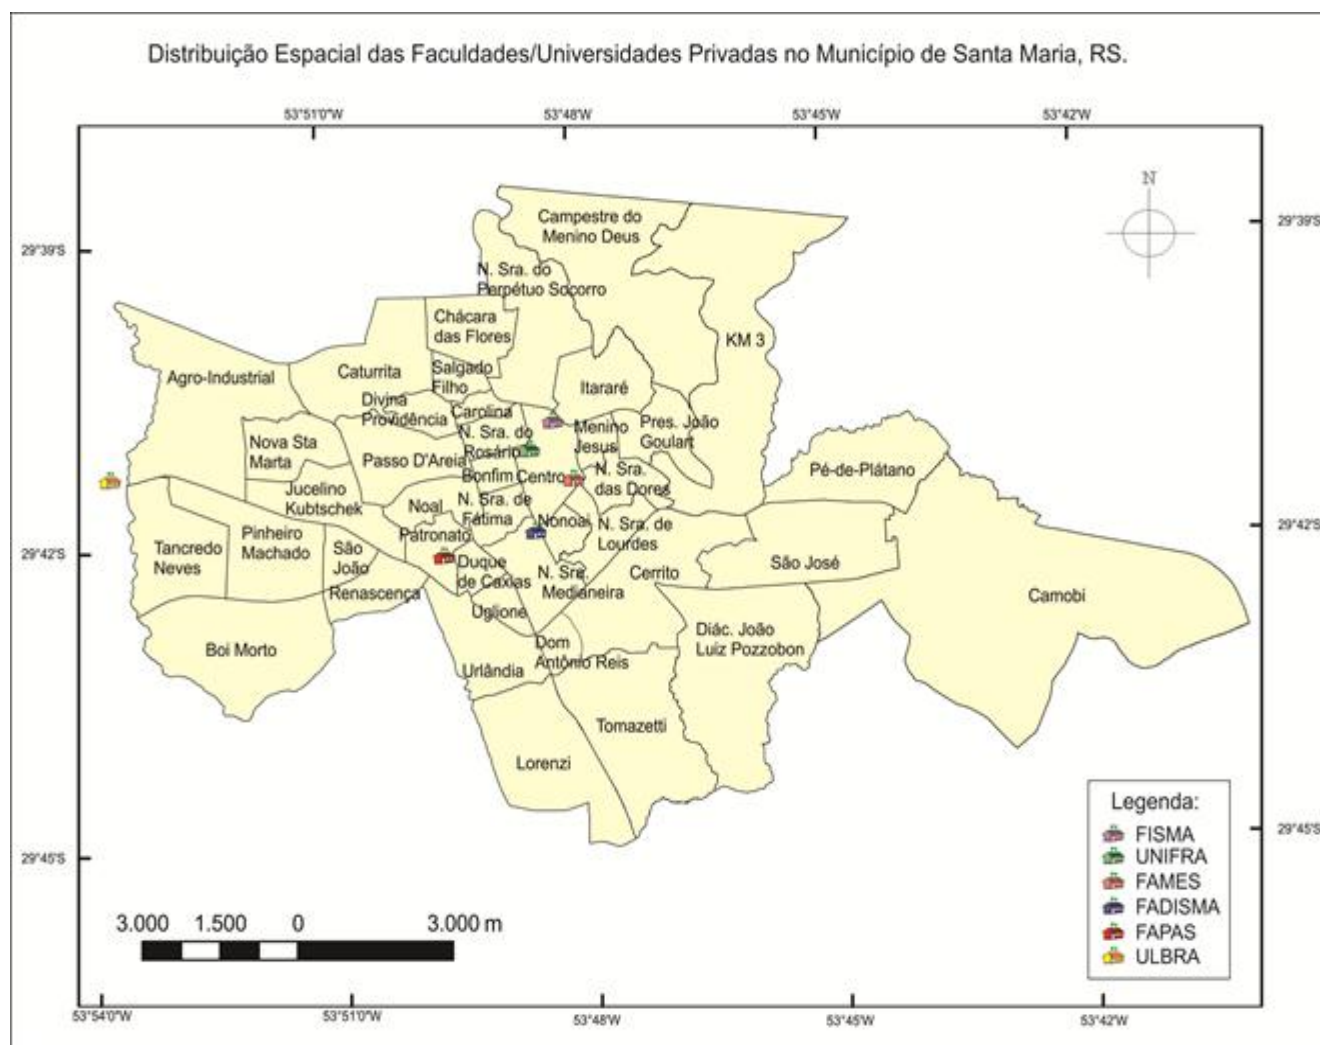 Distribuição Espacial das Faculdades/Universidades Privadas no Município de Santa Maria, RS.
53°51'0"W
53°48'W
53°45'W
53°42'W
N
29°39'S
29°39'S
Campestre do
Menino Deus
N. Sra. do
Perpétuo Socorro
Chácara
das Flores
KM 3
Agro-Industrial
Caturrita
Salgado
Filho
Itararé
Divina
Providência
Carolina
N. Sra. do
Rosário
Menino
Jesus
Pres. João
Goulart
Nova Sta
Marta
Passo D'Areia
Bonfim
Centro
N. Sra.
das Dores
Pé-de-Plátano
Jucelino
Kubtschek
Noal
N. Sra. de
Fátima
Nonoai
N. Sra. de
Lourdes
29°42'S
29°42'S
Tancredo
Neves
Pinheiro
Machado
São
João
Patronato
Duque
de Caxias
N. Sra.
Medianeira
Cerrito
São José
Renascença
Uglione
Camobi
Boi Morto
Urlândia
Dom
Antônio Reis
Diác. João
Luiz Pozzobon
Tomazetti
Lorenzi
Legenda:
FISMA
UNIFRA
FAMES
FADISMA
FAPAS
ULBRA
29°45'S
29°45'S
3.000 1.500 0 3.000 m
53°54'0"W
53°51'0"W
53°48'W
53°45'W
53°42'W